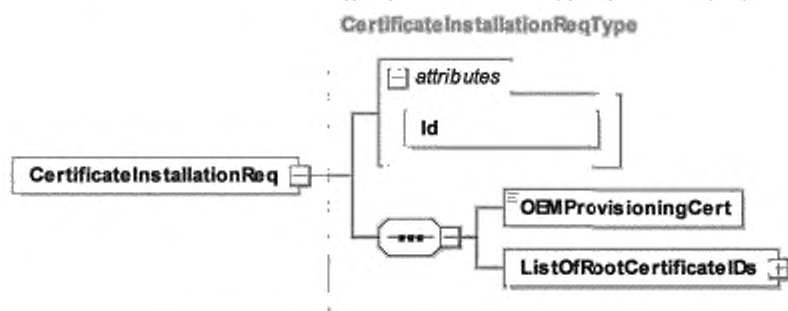 CertificateInstallationReqType
attributes
Id
CertificateInstallationReq
OEMProvisioningCert
ListOfRootCertificateIDs